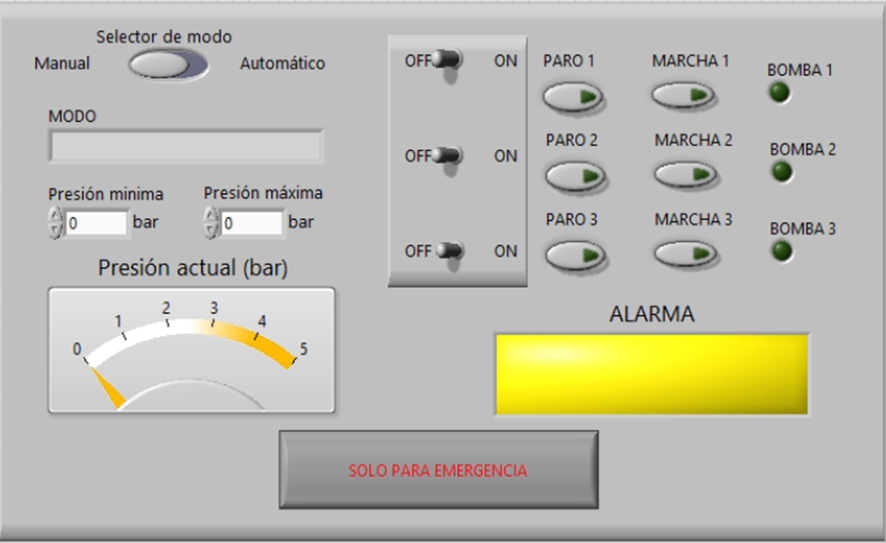 Selector de modo
Manual
Automático
MODO
Presión minima
Presión máxima
0 bar
0 bar
Presión actual (bar)
0 1 2 3 4 5
OFF ON
OFF ON
OFF ON
PARO 1 MARCHA 1 BOMBA 1
PARO 2 MARCHA 2 BOMBA 2
PARO 3 MARCHA 3 BOMBA 3
ALARMA
SOLO PARA EMERGENCIA